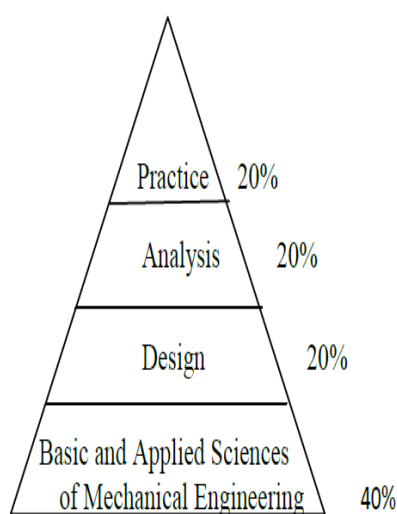 Practice 20%
Analysis 20%
Design 20%
Basic and Applied Sciences
of Mechanical Engineering 40%